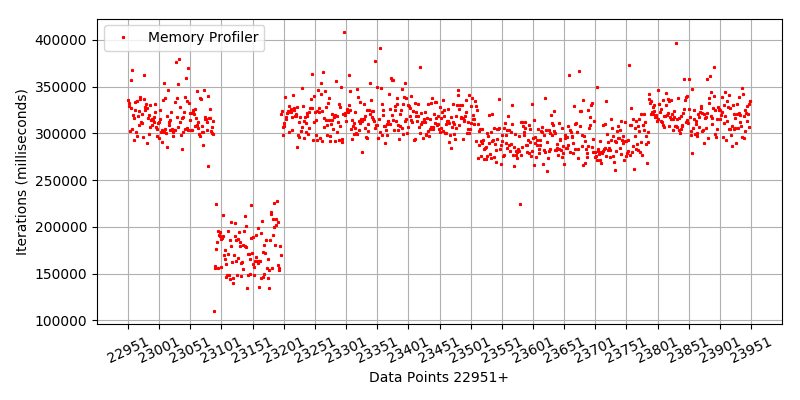 Memory Profiler
Iterations (milliseconds)
400000
350000
300000
250000
200000
150000
100000
22951 23001 23051 23101 23151 23201 23251 23301 23351 23401 23451 23501 23551 23601 23651 23701 23751 23801 23851 23901 23951
Data Points 22951+